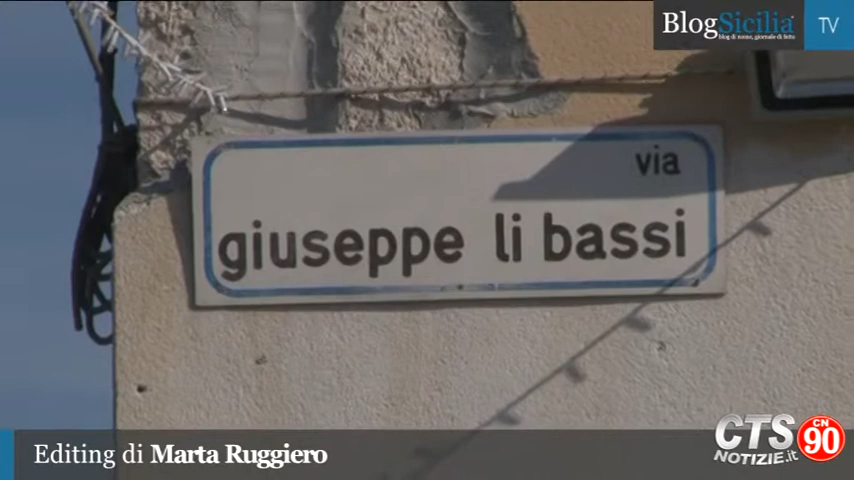 BlogSicilia
blog di nome, giornale di fatto
TV
via
giuseppe li bassi
Editing di Marta Ruggiero
CTS
NOTIZIE.it
CN
90